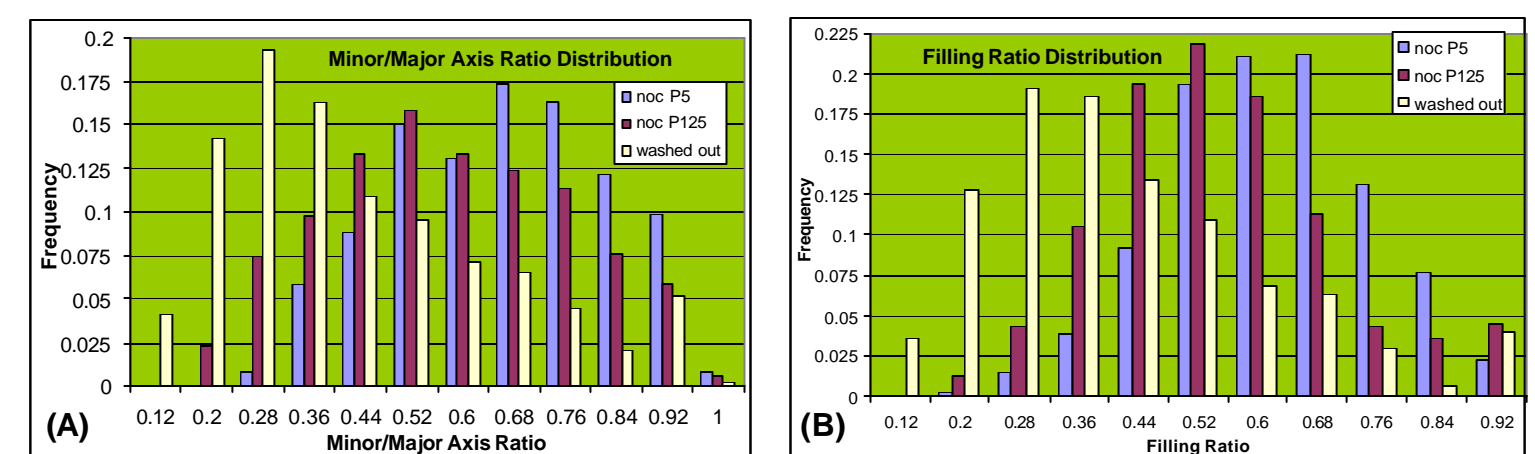 Minor/Major Axis Ratio Distribution
noc P5
noc P125
washed out
0.2
0.175
0.15
0.125
0.1
0.075
0.05
0.025
0
Frequency
0.12 0.2 0.28 0.36 0.44 0.52 0.6 0.68 0.76 0.84 0.92 1
Minor/Major Axis Ratio
(A)
Filling Ratio Distribution
noc P5
noc P125
washed out
0.225
0.2
0.175
0.15
0.125
0.1
0.075
0.05
0.025
0
Frequency
0.12 0.2 0.28 0.36 0.44 0.52 0.6 0.68 0.76 0.84 0.92
Filling Ratio
(B)